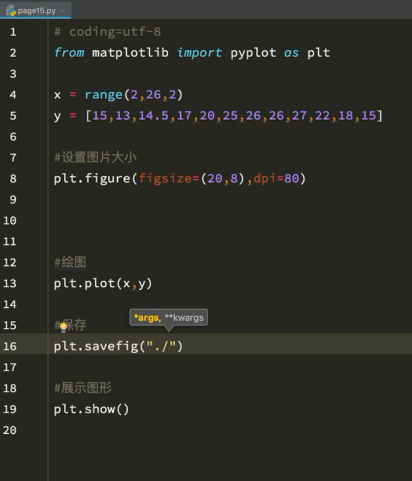 page15.py
1 # coding=utf-8
2 from matplotlib import pyplot as plt
3
4 x = range(2,26,2)
5 y = [15,13,14.5,17,20,25,26,26,27,22,18,15]
6
7 #设置图片大小
8 plt.figure(figsize=(20,8),dpi=80)
9
10
11
12 #绘图
13 plt.plot(x,y)
14
*args, **kwargs
15 #保存
16 plt.savefig("./")
17
18 #展示图形
19 plt.show()
20